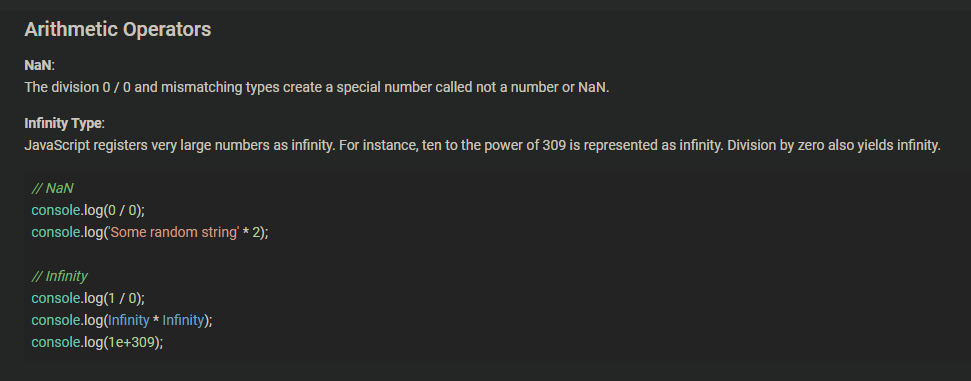 Arithmetic Operators
NaN:
The division 0 / 0 and mismatching types create a special number called not a number or NaN.
Infinity Type:
JavaScript registers very large numbers as infinity. For instance, ten to the power of 309 is represented as infinity. Division by zero also yields infinity.
// NaN
console.log(0 / 0);
console.log('Some random string' * 2);
// Infinity
console.log(1 / 0);
console.log(Infinity * Infinity);
console.log(1e+309);